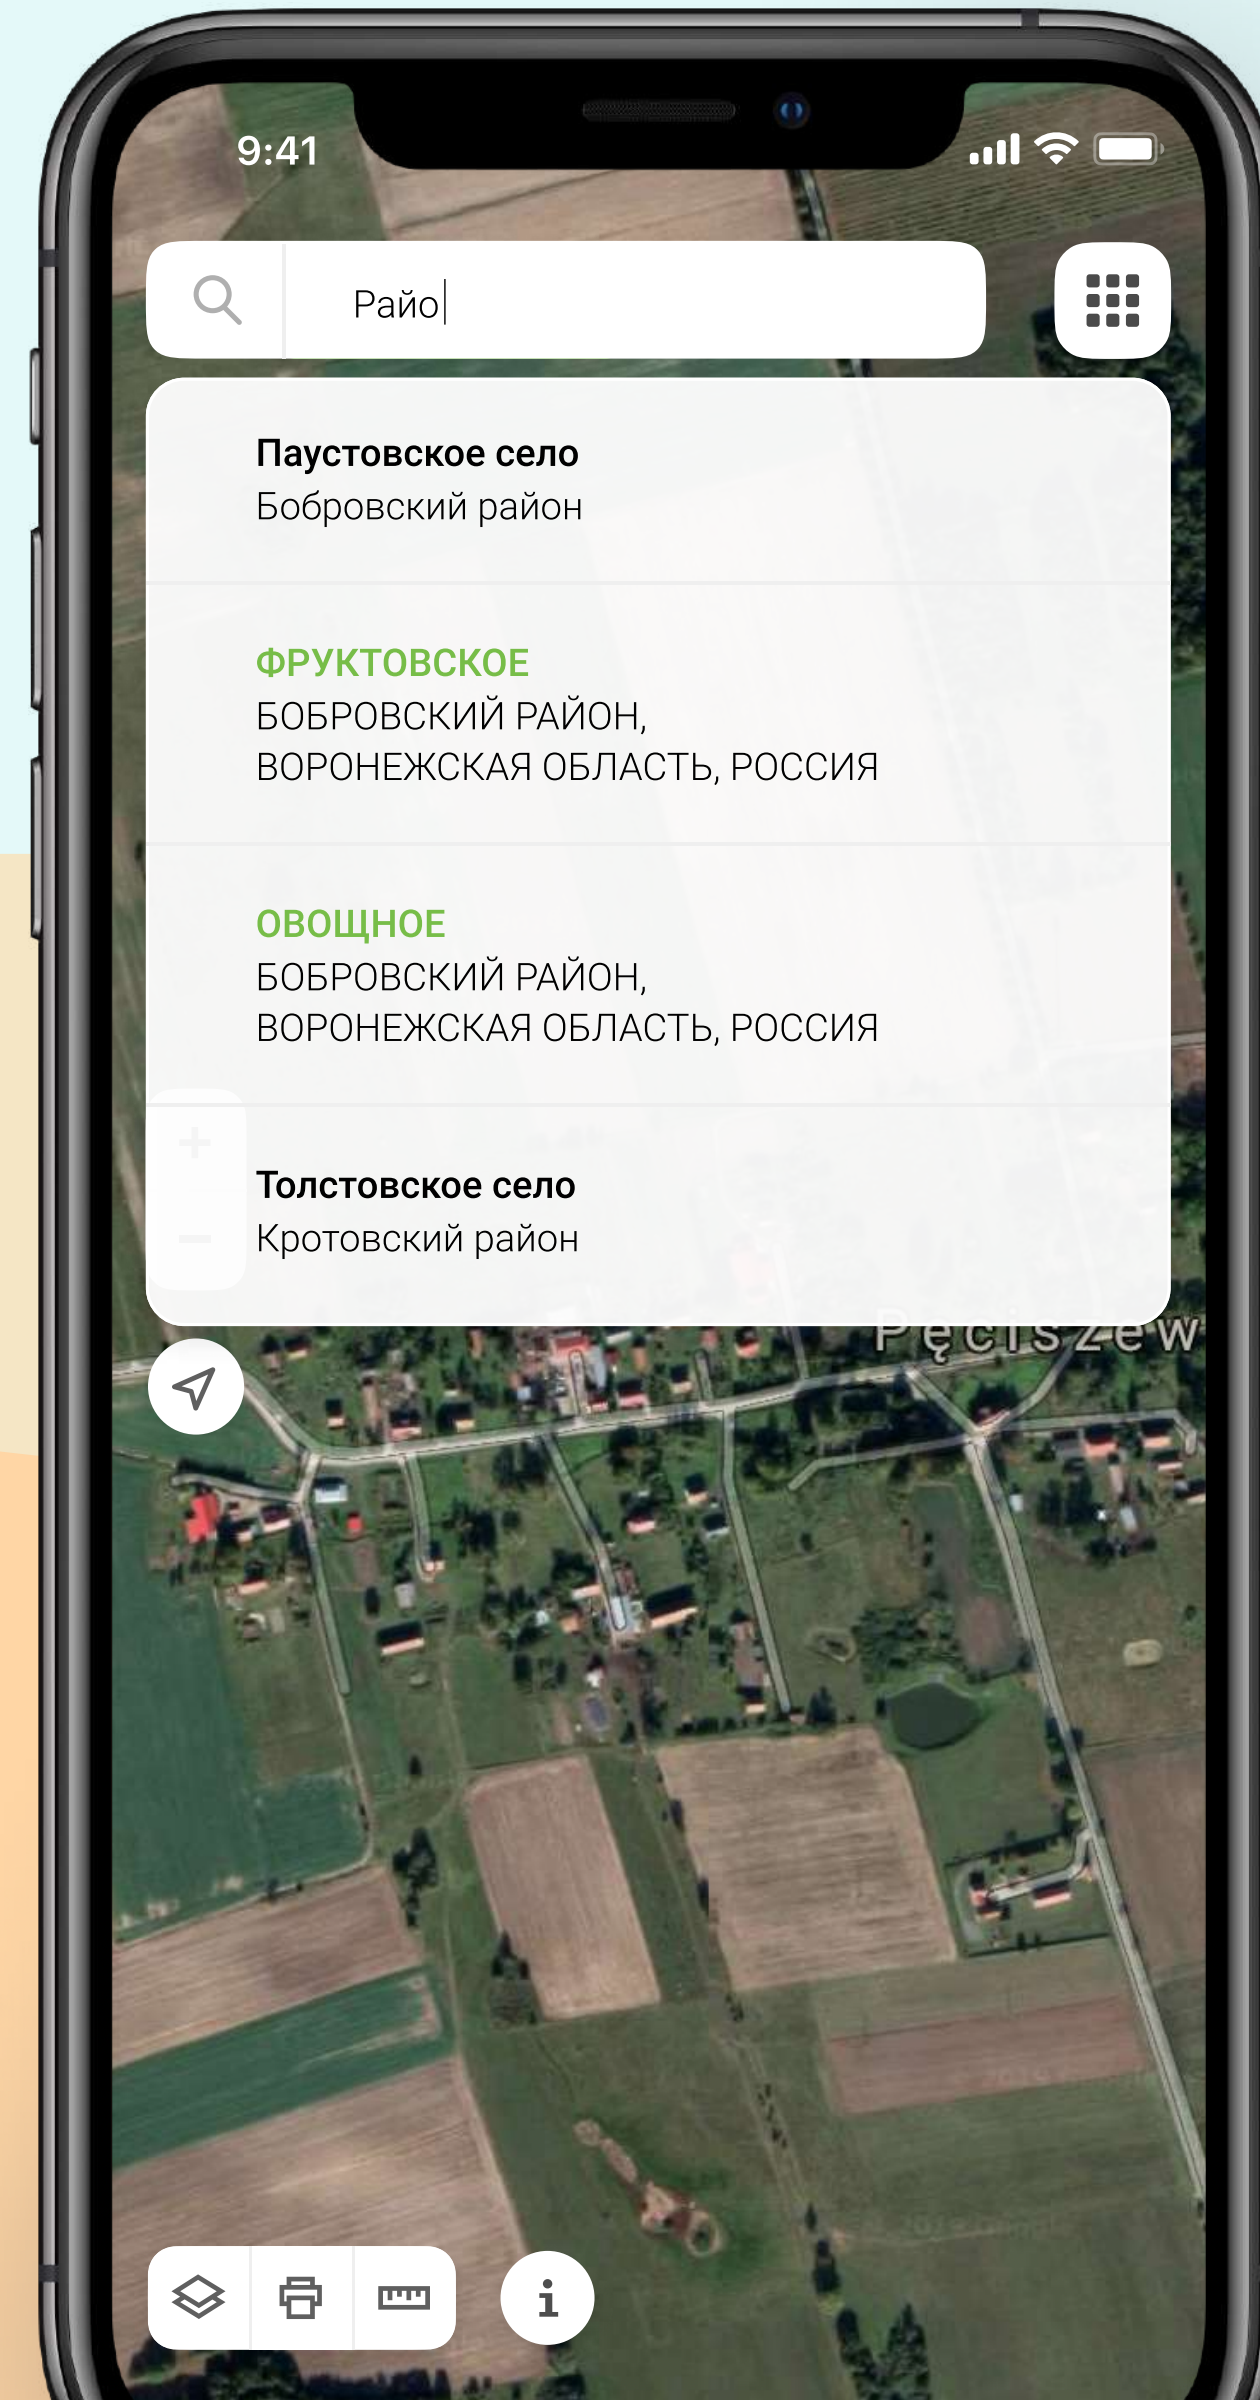 9:41
Райо
Паустовское село
Бобровский район
ФРУКТОВСКОЕ
БОБРОВСКИЙ РАЙОН,
ВОРОНЕЖСКАЯ ОБЛАСТЬ, РОССИЯ
ОВОЩНОЕ
БОБРОВСКИЙ РАЙОН,
ВОРОНЕЖСКАЯ ОБЛАСТЬ, РОССИЯ
Толстовское село
Кротовский район
Pęciszew